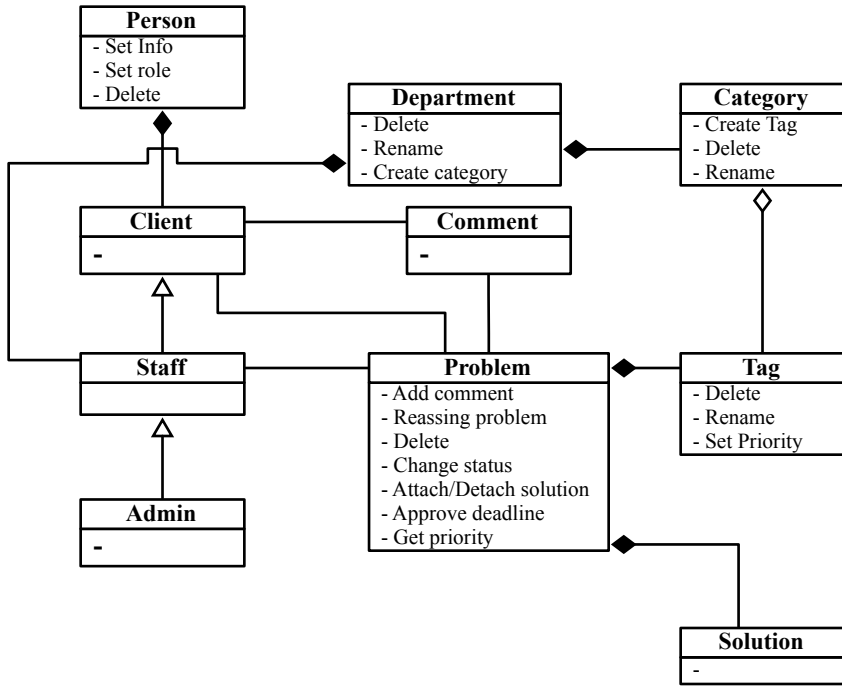 Person
- Set Info
- Set role
- Delete
Department
- Delete
- Rename
- Create category
Category
- Create Tag
- Delete
- Rename
Client
-
Comment
-
Staff
Problem
- Add comment
- Reassing problem
- Delete
- Change status
- Attach/Detach solution
- Approve deadline
- Get priority
Tag
- Delete
- Rename
- Set Priority
Admin
-
Solution
-